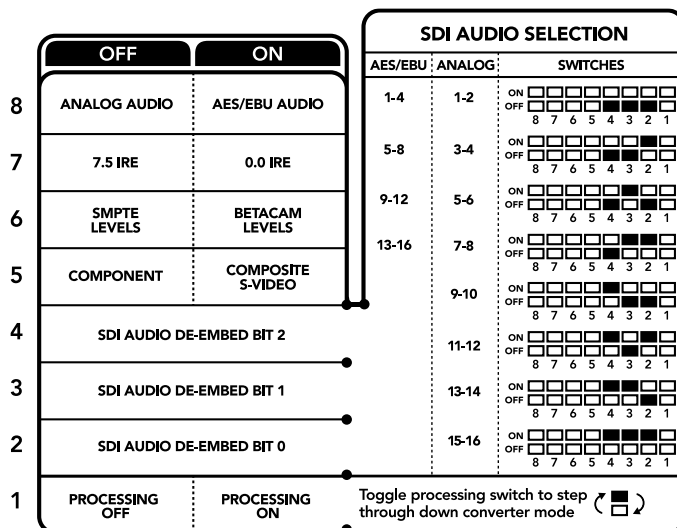 OFF ON
8 ANALOG AUDIO AES/EBU AUDIO
7 7.5 IRE 0.0 IRE
6 SMPTE LEVELS BETACAM LEVELS
5 COMPONENT COMPOSITE S-VIDEO
4 SDI AUDIO DE-EMBED BIT 2
3 SDI AUDIO DE-EMBED BIT 1
2 SDI AUDIO DE-EMBED BIT 0
1 PROCESSING OFF PROCESSING ON
SDI AUDIO SELECTION
AES/EBU ANALOG SWITCHES
1-4 1-2 ON
OFF
8 7 6 5 4 3 2 1
5-8 3-4 ON
OFF
8 7 6 5 4 3 2 1
9-12 5-6 ON
OFF
8 7 6 5 4 3 2 1
13-16 7-8 ON
OFF
8 7 6 5 4 3 2 1
9-10 ON
OFF
8 7 6 5 4 3 2 1
11-12 ON
OFF
8 7 6 5 4 3 2 1
13-14 ON
OFF
8 7 6 5 4 3 2 1
15-16 ON
OFF
8 7 6 5 4 3 2 1
Toggle processing switch to step
through down converter mode